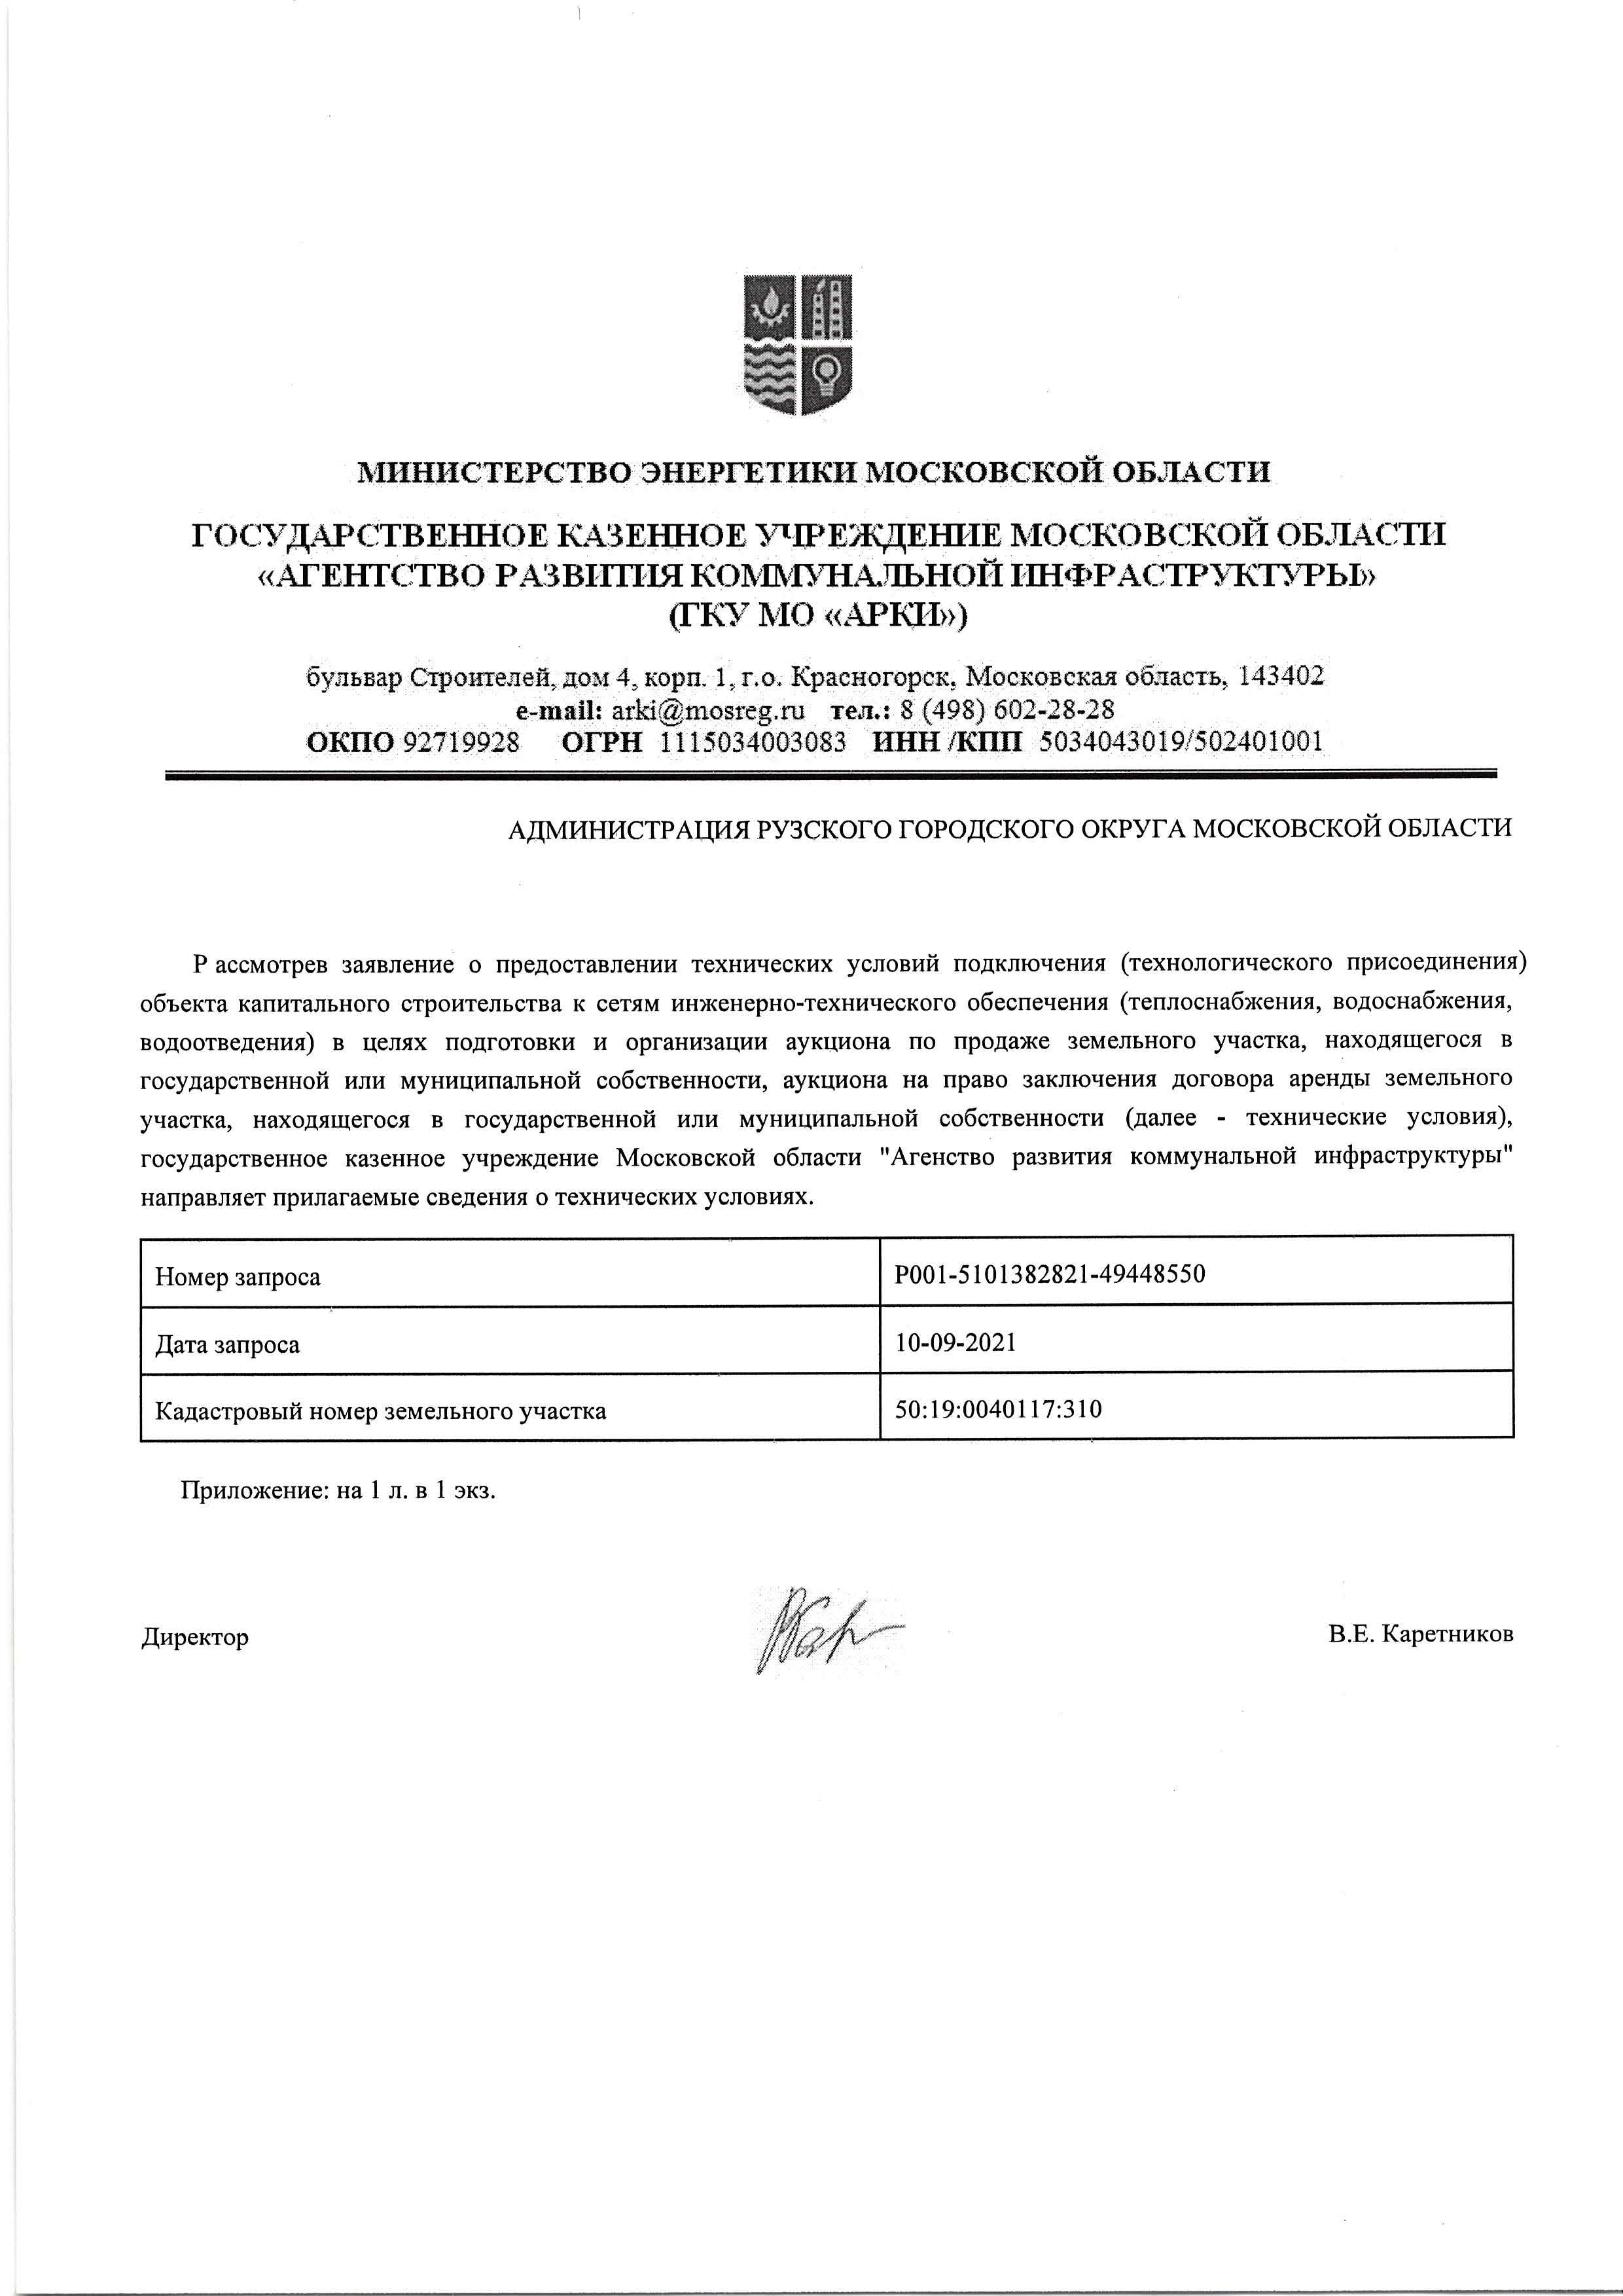 МИНИСТЕРСТВО ЭНЕРГЕТИКИ МОСКОВСКОЙ ОБЛАСТИ
ГОСУДАРСТВЕННОЕ КАЗЕННОЕ УЧРЕЖДЕНИЕ МОСКОВСКОЙ ОБЛАСТИ
«АГЕНТСТВО РАЗВИТИЯ КОММУНАЛЬНОЙ ИНФРАСТРУКТУРЫ»
(ГКУ МО «АРКИ»)
бульвар Строителей, дом 4, корп. 1, г.о. Красногорск, Московская область, 143402
e-mail: arki@mosreg.ru тел.: 8 (498) 602-28-28
ОКПО 92719928 ОГРН 1115034003083 ИНН /КПП 5034043019/502401001
АДМИНИСТРАЦИЯ РУЗСКОГО ГОРОДСКОГО ОКРУГА МОСКОВСКОЙ ОБЛАСТИ
Р ассмотрев заявление о предоставлении технических условий подключения (технологического присоединения)
объекта капитального строительства к сетям инженерно-технического обеспечения (теплоснабжения, водоснабжения,
водоотведения) в целях подготовки и организации аукциона по продаже земельного участка, находящегося в
государственной или муниципальной собственности, аукциона на право заключения договора аренды земельного
участка, находящегося в государственной или муниципальной собственности (далее - технические условия),
государственное казенное учреждение Московской области "Агенство развития коммунальной инфраструктуры"
направляет прилагаемые сведения о технических условиях.
Номер запроса P001-5101382821-49448550
Дата запроса 10-09-2021
Кадастровый номер земельного участка 50:19:0040117:310
Приложение: на 1 л. в 1 экз.
Директор В.Е. Каретников